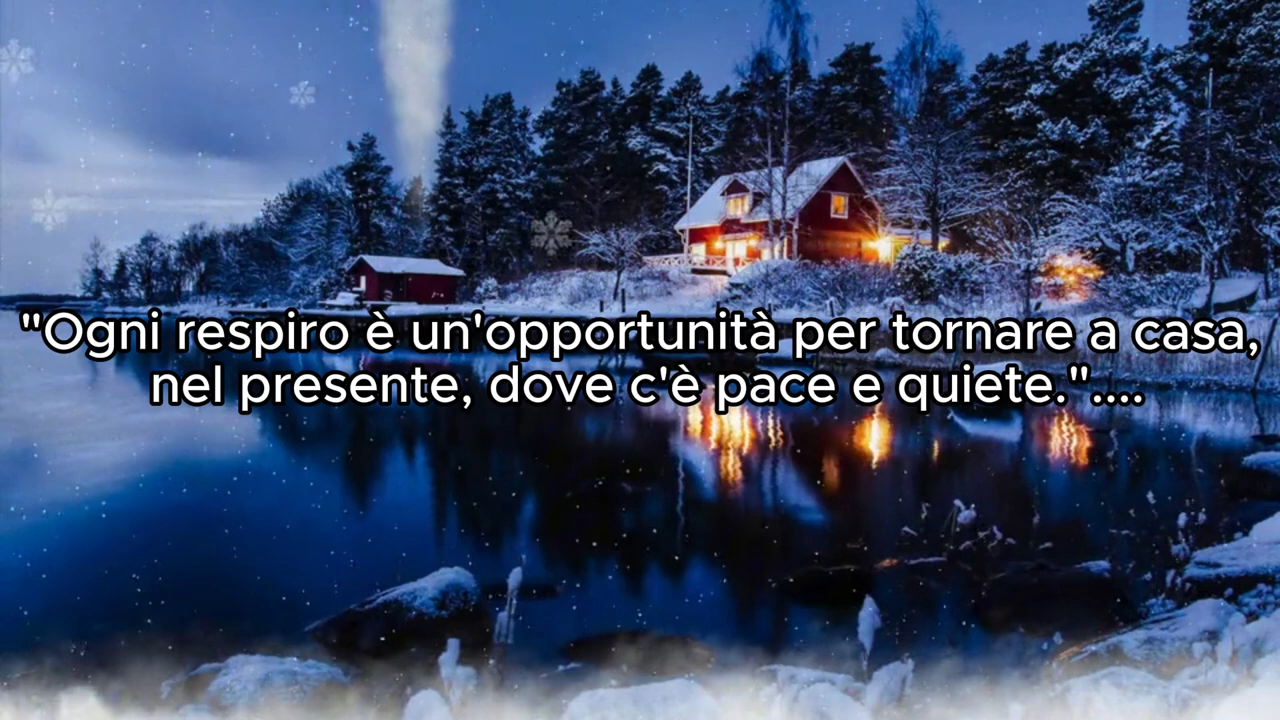 "Ogni respiro è un'opportunità per tornare a casa,
nel presente, dove c'è pace e quiete."....